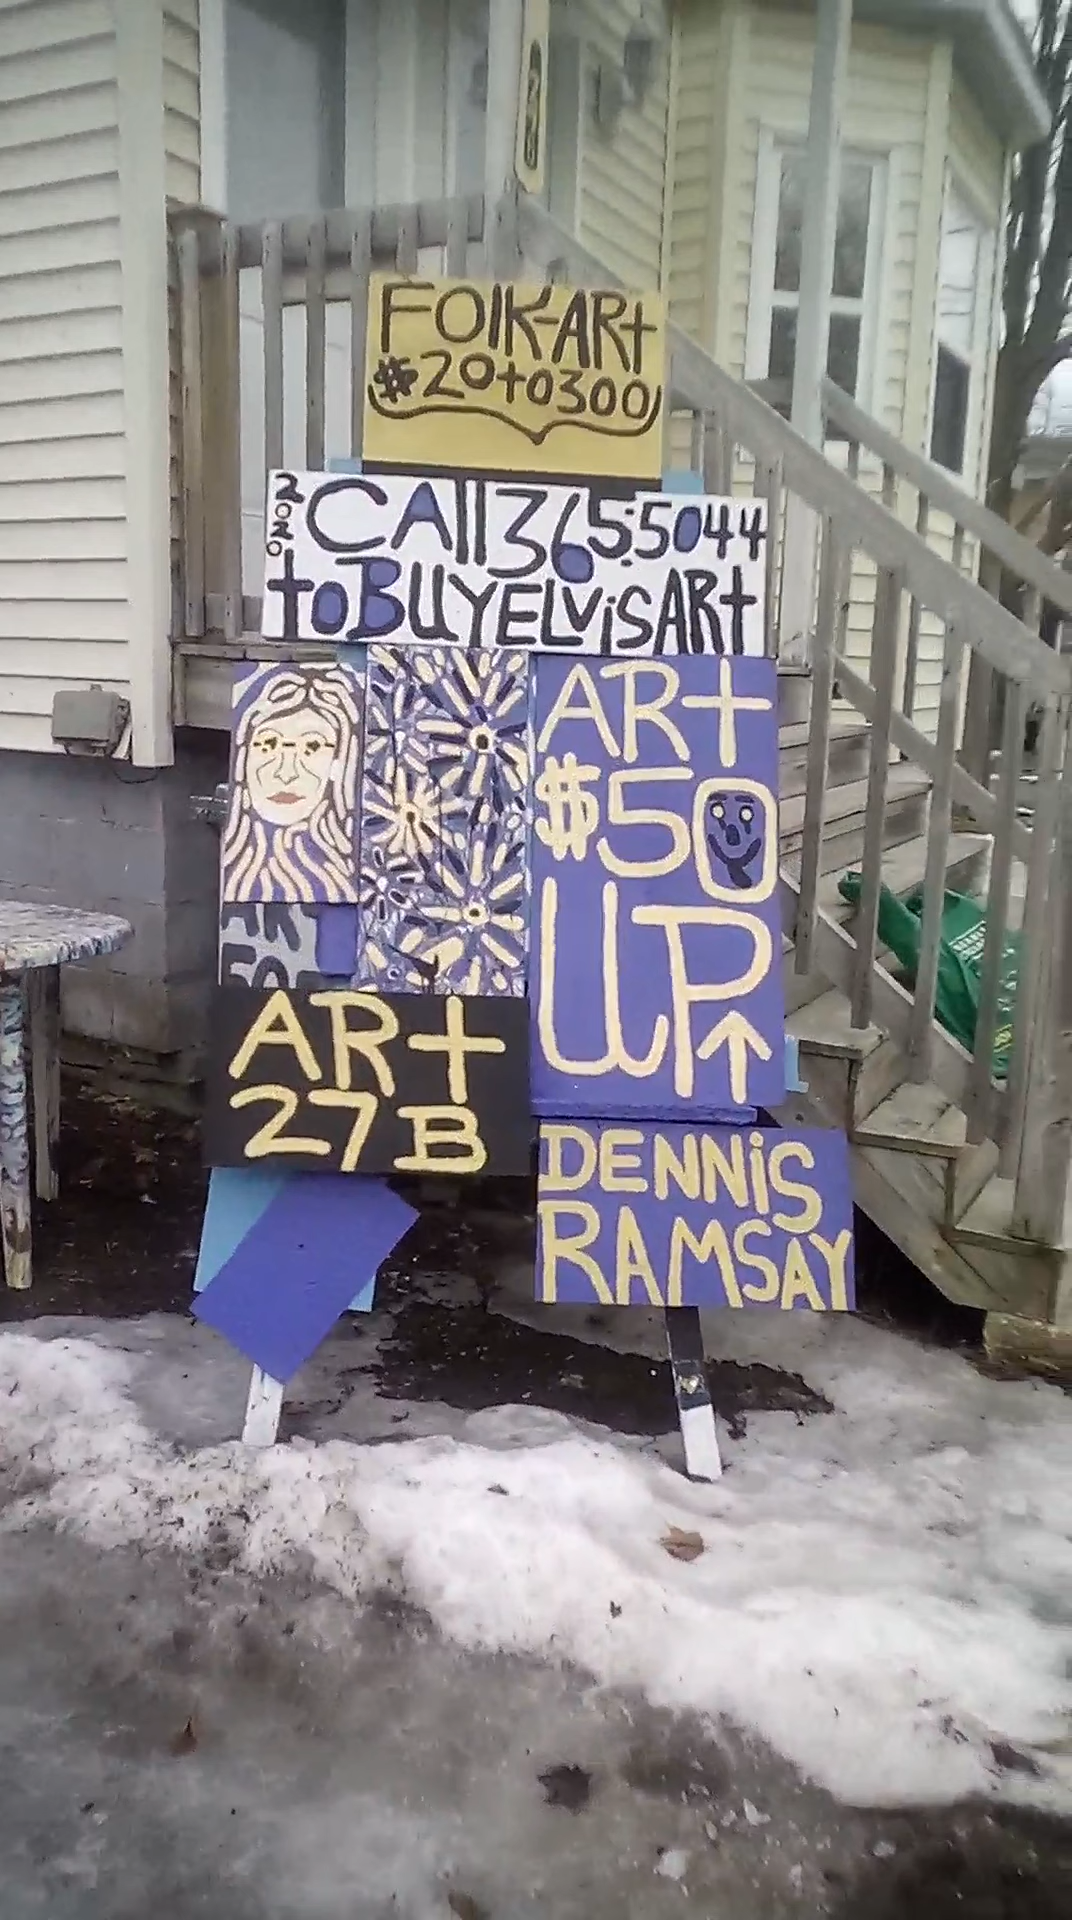 FOlK-ARt
$20to300
2020
CAll365:5044
toBUYELViSARt
ARt
$50
UP↑
ARt
27B
DENNiS
RAMSAY